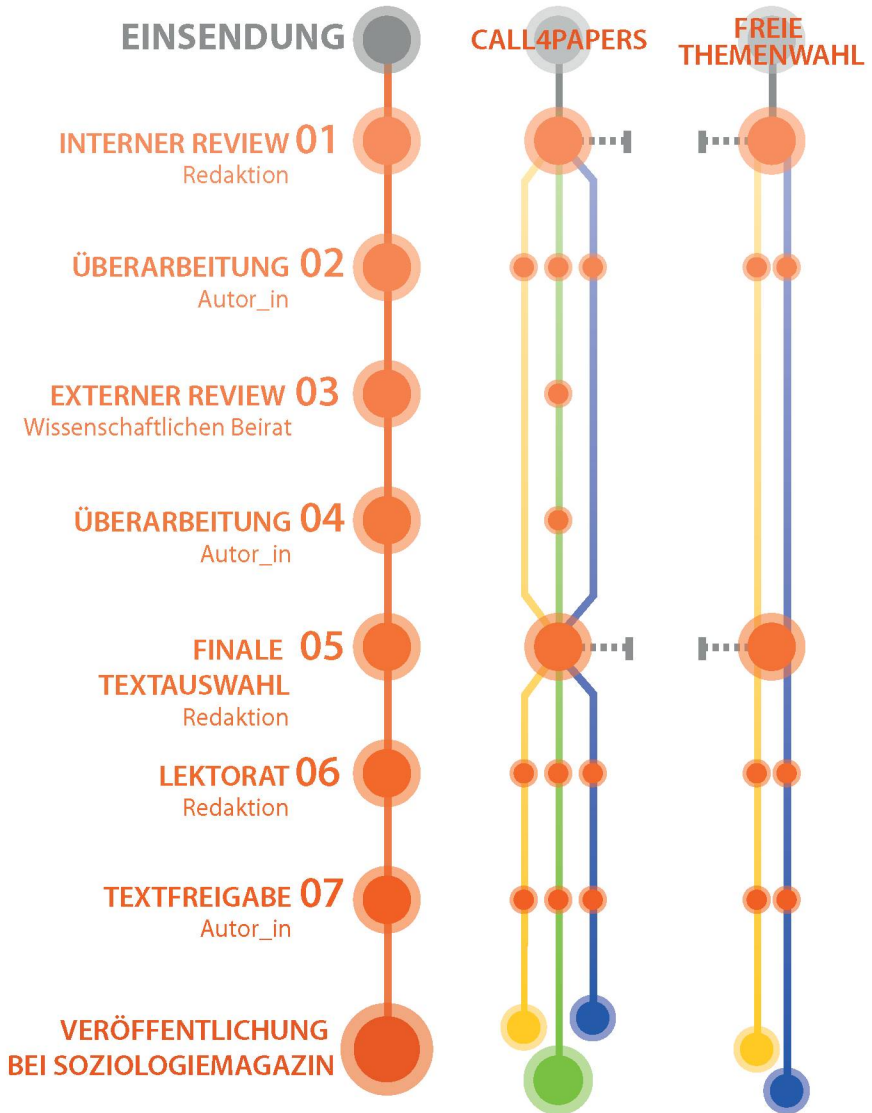 EINSENDUNG
CALL4PAPERS
FREIE
THEMENWAHL
INTERNER REVIEW 01
Redaktion
ÜBERARBEITUNG 02
Autor_in
EXTERNER REVIEW 03
Wissenschaftlichen Beirat
ÜBERARBEITUNG 04
Autor_in
FINALE 05
TEXTAUSWAHL
Redaktion
LEKTORAT 06
Redaktion
TEXTFREIGABE 07
Autor_in
VERÖFFENTLICHUNG
BEI SOZIOLOGIEMAGAZIN